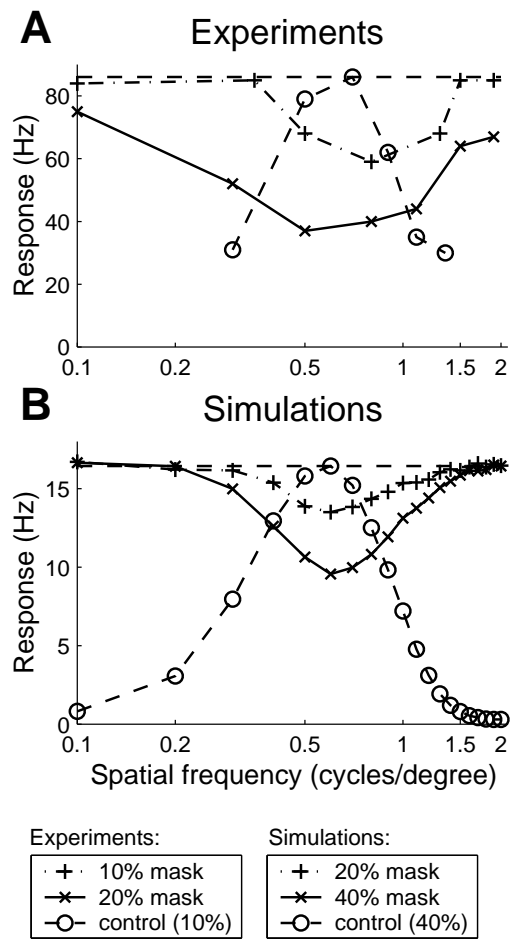 A Experiments
Response (Hz)
80
60
40
20
0
0.1 0.2 0.5 1 1.5 2
B Simulations
Response (Hz)
15
10
5
0
0.1 0.2 0.5 1 1.5 2
Spatial frequency (cycles/degree)
Experiments: Simulations:
10% mask 20% mask
20% mask 40% mask
control (10%) control (40%)